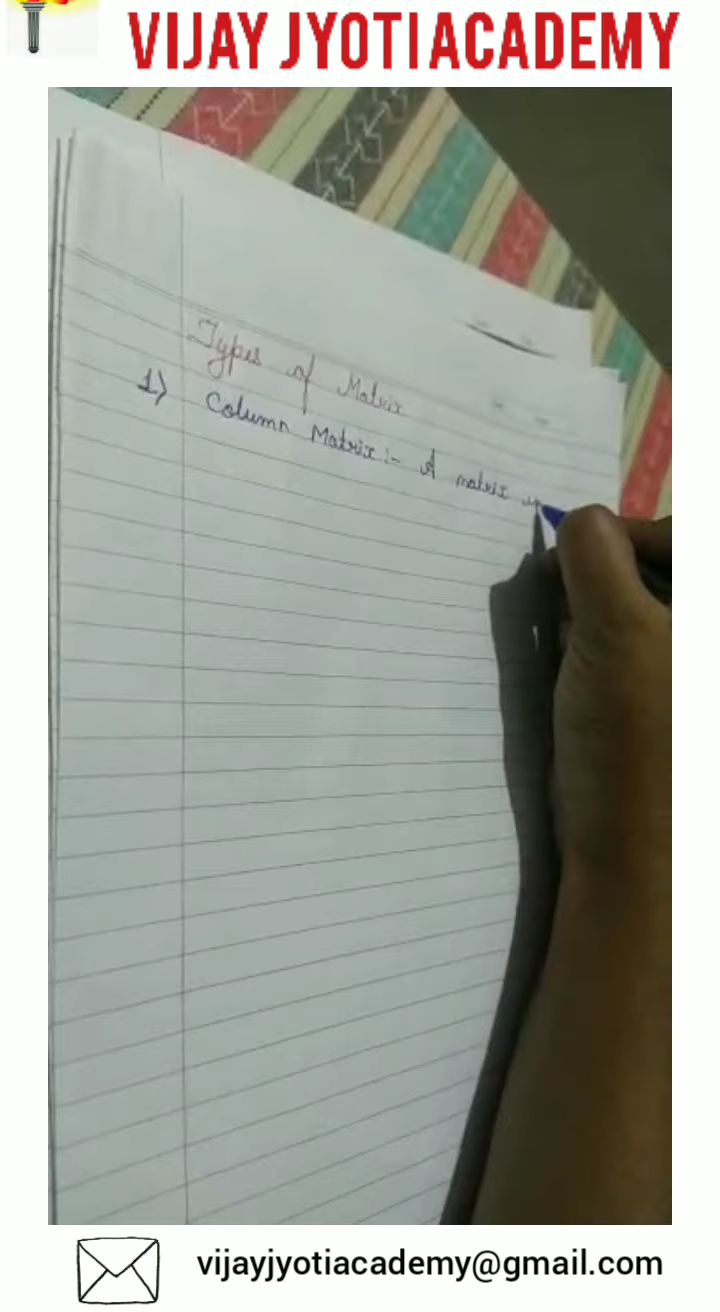 VIJAY JYOTI ACADEMY
Types of Matrix
1) Column Matrix :- A matrix
vijayjyotiacademy@gmail.com